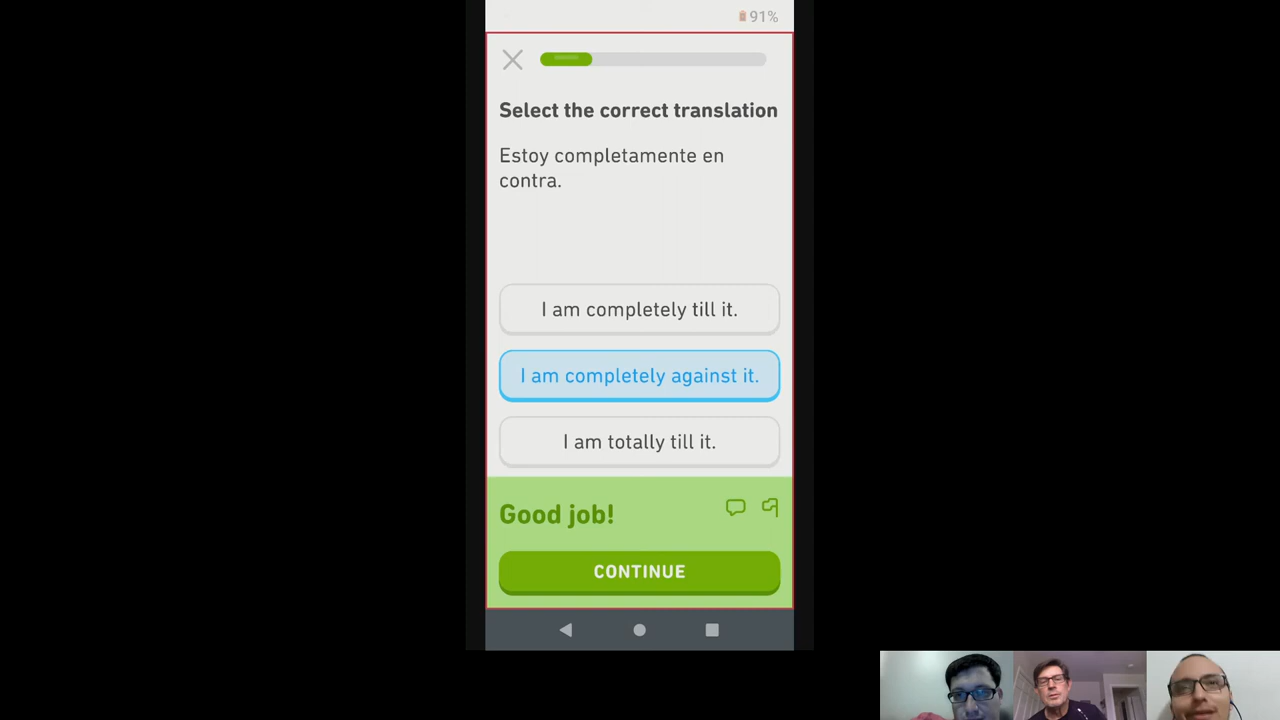 91%
Select the correct translation
Estoy completamente en
contra.
I am completely till it.
I am completely against it.
I am totally till it.
Good job!
CONTINUE